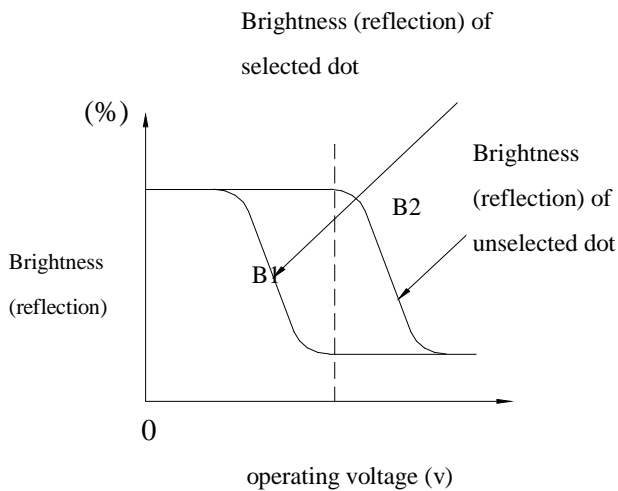 Brightness (reflection) of
selected dot
(%)
Brightness
(reflection) of
unselected dot
B2
B1
Brightness
(reflection)
0
operating voltage (v)